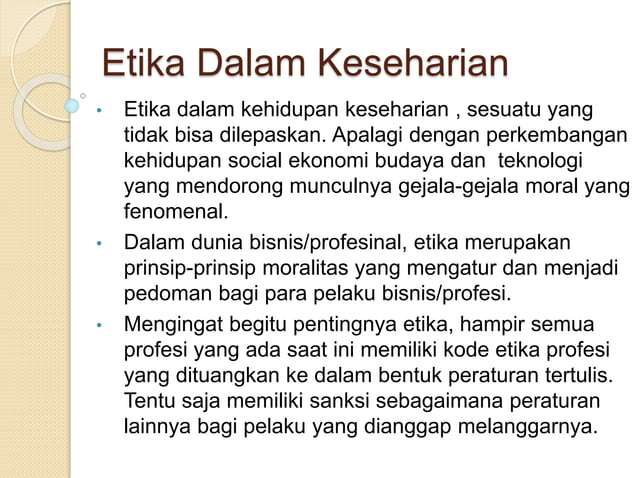 Etika Dalam Keseharian
• Etika dalam kehidupan keseharian , sesuatu yang
tidak bisa dilepaskan. Apalagi dengan perkembangan
kehidupan social ekonomi budaya dan  teknologi
yang mendorong munculnya gejala-gejala moral yang
fenomenal.
• Dalam dunia bisnis/profesinal, etika merupakan
prinsip-prinsip moralitas yang mengatur dan menjadi
pedoman bagi para pelaku bisnis/profesi.
• Mengingat begitu pentingnya etika, hampir semua
profesi yang ada saat ini memiliki kode etika profesi
yang dituangkan ke dalam bentuk peraturan tertulis.
Tentu saja memiliki sanksi sebagaimana peraturan
lainnya bagi pelaku yang dianggap melanggarnya.